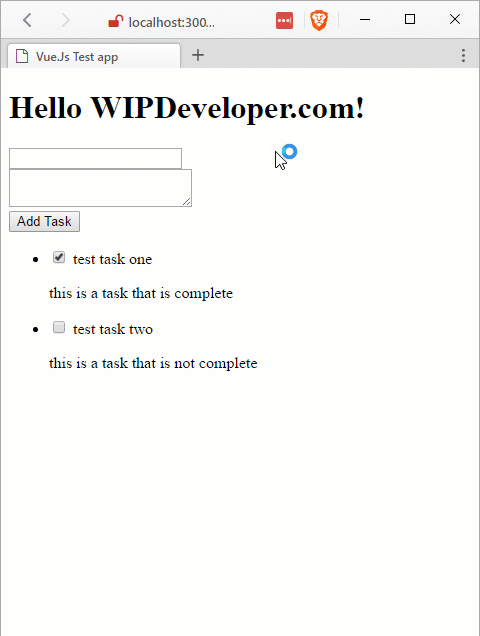 localhost:300...
Vue.Js Test app
Hello WIPDeveloper.com!
Add Task
test task one
this is a task that is complete
test task two
this is a task that is not complete